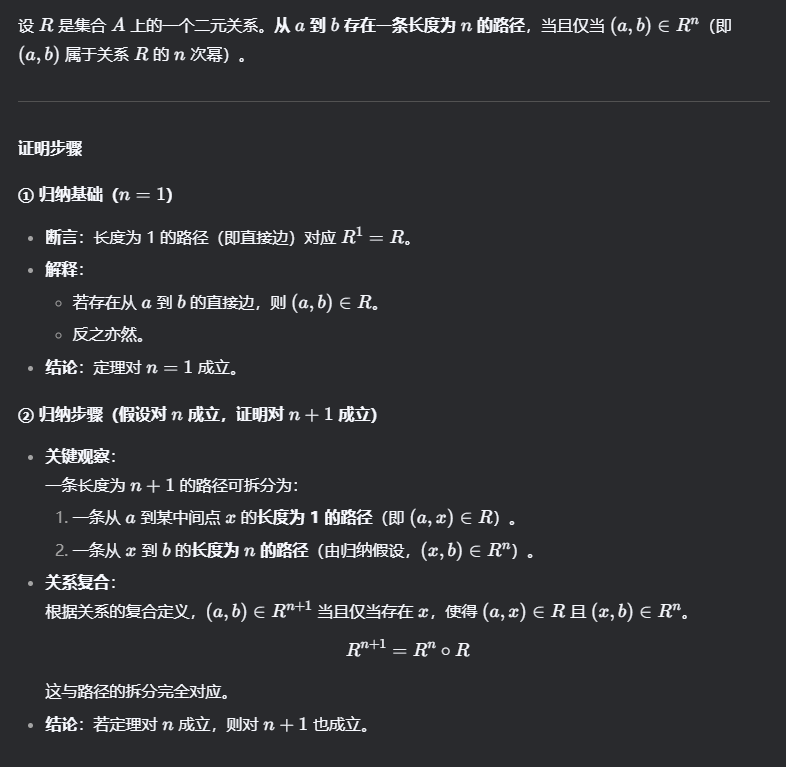 设 R 是集合 A 上的一个二元关系。从 a 到 b 存在一条长度为 n 的路径，当且仅当 (a, b) ∈ Rⁿ（即
(a, b) 属于关系 R 的 n 次幂）。
证明步骤
① 归纳基础（n = 1）
• 断言：长度为 1 的路径（即直接边）对应 R¹ = R。
• 解释：
◦ 若存在从 a 到 b 的直接边，则 (a, b) ∈ R。
◦ 反之亦然。
• 结论：定理对 n = 1 成立。
② 归纳步骤（假设对 n 成立，证明对 n + 1 成立）
• 关键观察：
一条长度为 n + 1 的路径可拆分为：
1. 一条从 a 到某中间点 x 的长度为 1 的路径（即 (a, x) ∈ R）。
2. 一条从 x 到 b 的长度为 n 的路径（由归纳假设，(x, b) ∈ Rⁿ）。
• 关系复合：
根据关系的复合定义，(a, b) ∈ Rⁿ⁺¹ 当且仅当存在 x，使得 (a, x) ∈ R 且 (x, b) ∈ Rⁿ。
Rⁿ⁺¹ = Rⁿ ∘ R
这与路径的拆分完全对应。
• 结论：若定理对 n 成立，则对 n + 1 也成立。